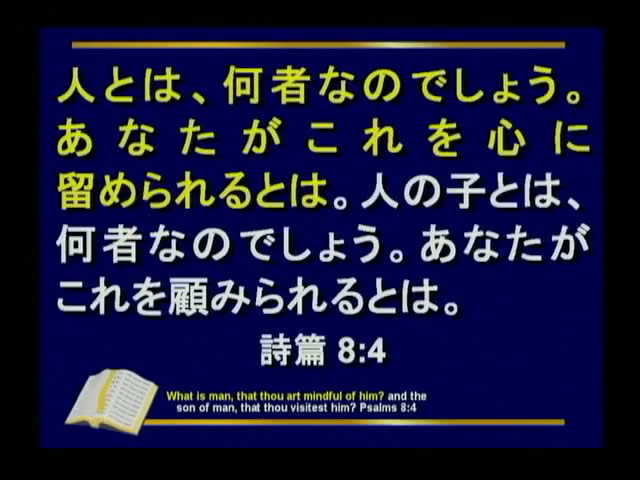 人とは、何者なのでしょう。
あなたがこれを心に
留められるとは。人の子とは、
何者なのでしょう。あなたが
これを顧みられるとは。
詩篇 8:4
What is man, that thou art mindful of him? and the
son of man, that thou visitest him? Psalms 8:4